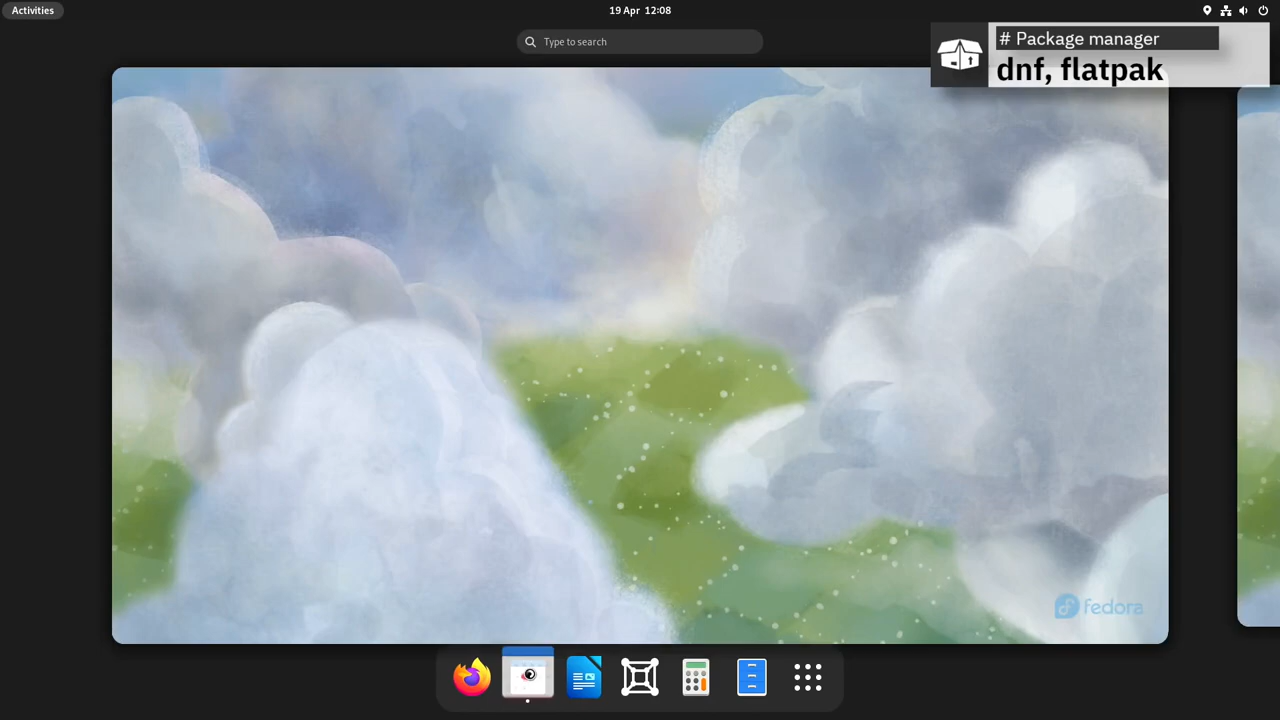 Activities
19 Apr 12:08
Type to search
# Package manager
dnf, flatpak
fedora